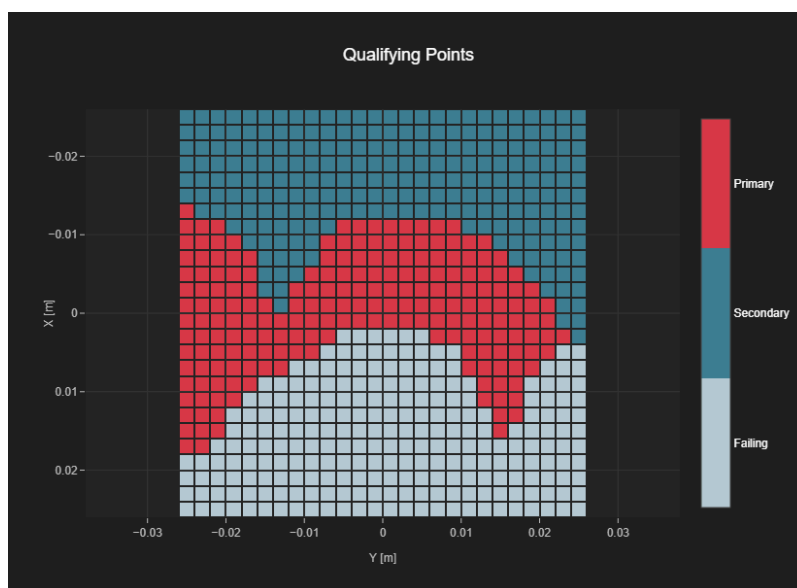 Qualifying Points
−0.02
−0.01
0
0.01
0.02
X [m]
−0.03
−0.02
−0.01
0
0.01
0.02
0.03
Y [m]
Primary
Secondary
Failing